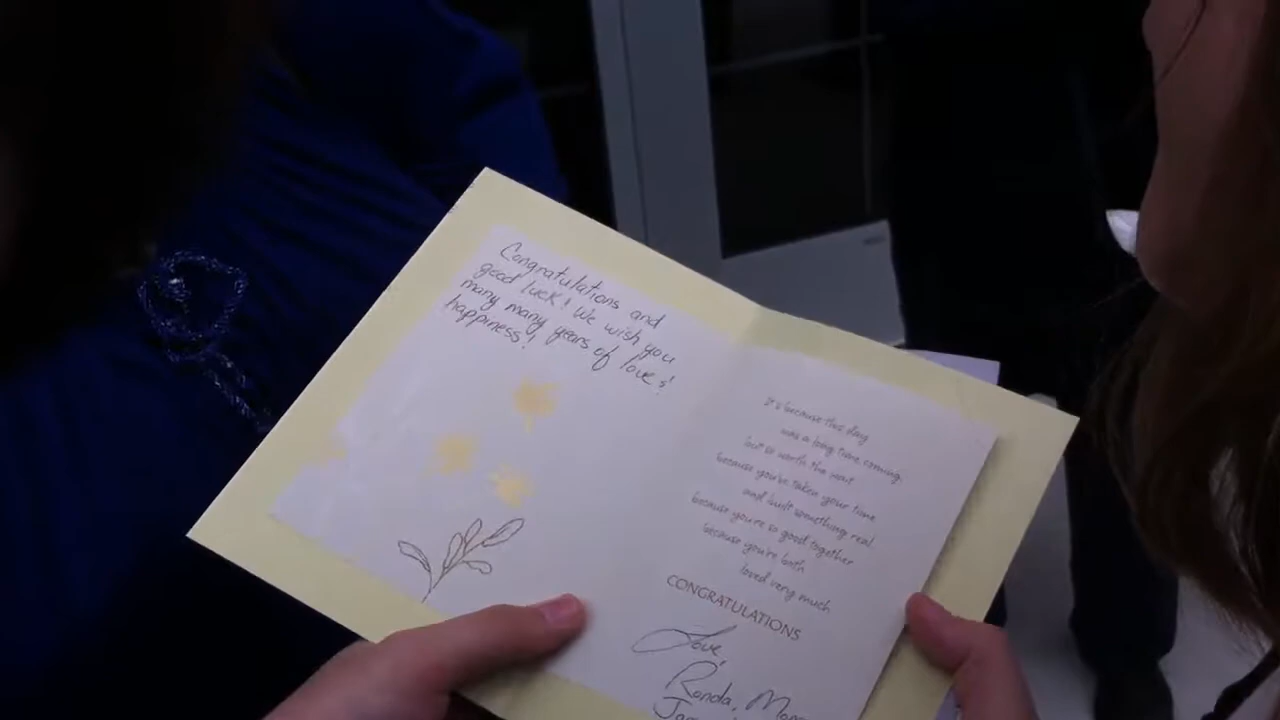 Congratulations and
good luck! We wish you
many many years of love &
happiness!
It's because this day
was a long time coming,
but so worth the wait
because you've taken your time
and built something real
because you're so good together
because you're both
loved very much
CONGRATULATIONS
Love,
Ronda,